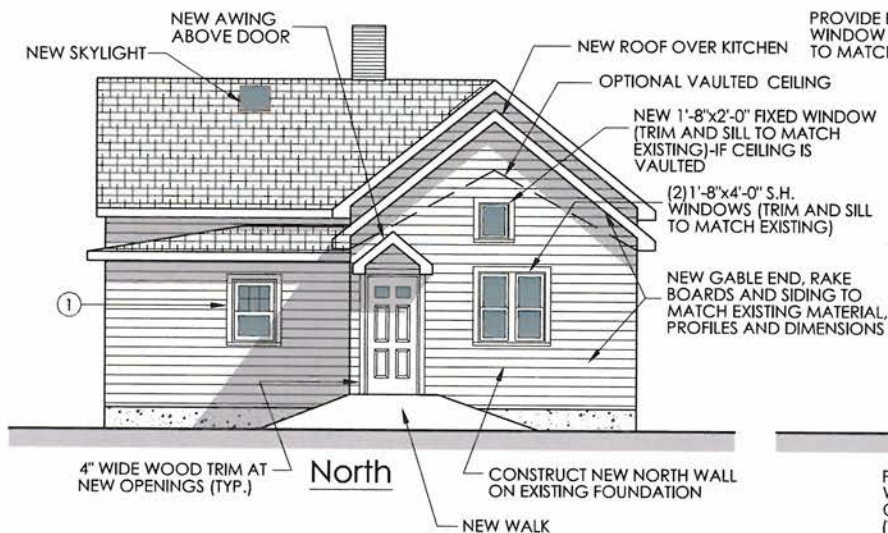 NEW AWING
ABOVE DOOR
NEW SKYLIGHT
NEW ROOF OVER KITCHEN
OPTIONAL VAULTED CEILING
NEW 1'-8"x2'-0" FIXED WINDOW
(TRIM AND SILL TO MATCH
EXISTING)-IF CEILING IS
VAULTED
(2)1'-8"x4'-0" S.H.
WINDOWS (TRIM AND SILL
TO MATCH EXISTING)
NEW GABLE END, RAKE
BOARDS AND SIDING TO
MATCH EXISTING MATERIAL,
PROFILES AND DIMENSIONS
1
4" WIDE WOOD TRIM AT
NEW OPENINGS (TYP.)
North
CONSTRUCT NEW NORTH WALL
ON EXISTING FOUNDATION
NEW WALK
PROVIDE
WINDOW
TO MATCH